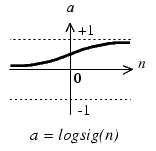 a
+1
n
0
-1
a = logsig(n)